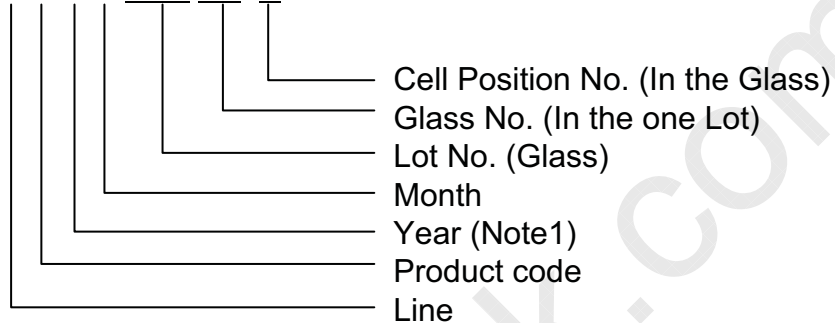 Cell Position No. (In the Glass)
Glass No. (In the one Lot)
Lot No. (Glass)
Month
Year (Note1)
Product code
Line